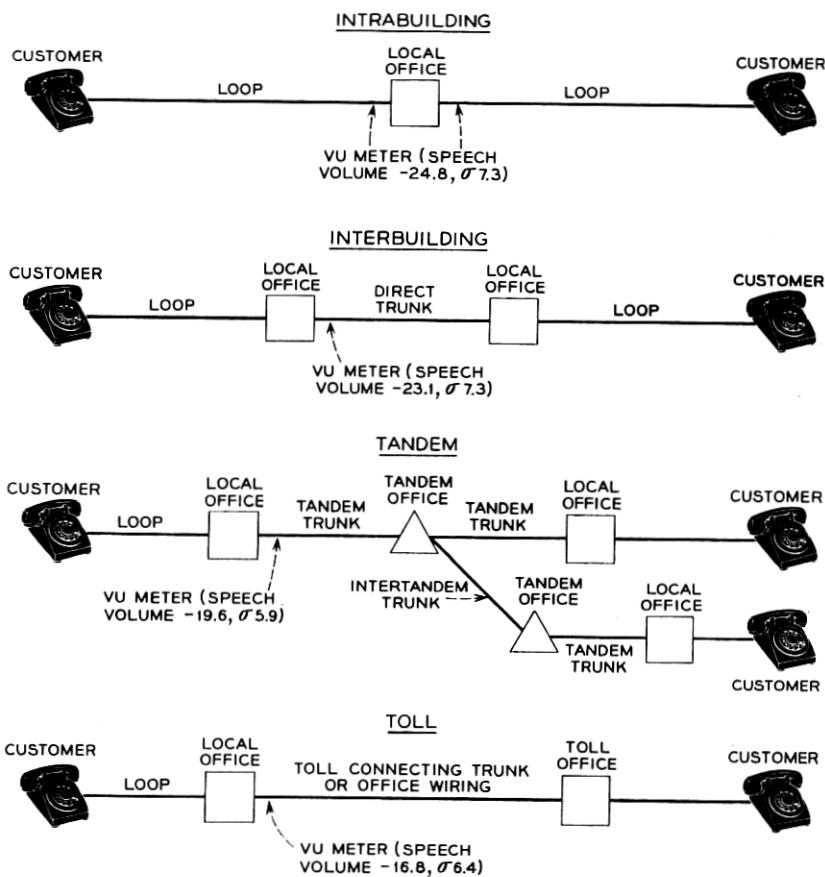 INTRABUILDING
CUSTOMER
LOCAL
OFFICE
CUSTOMER
LOOP
LOOP
VU METER (SPEECH
VOLUME -24.8, σ7.3)
INTERBUILDING
CUSTOMER
LOCAL
OFFICE
LOCAL
OFFICE
CUSTOMER
LOOP
DIRECT
TRUNK
LOOP
VU METER (SPEECH
VOLUME -23.1, σ7.3)
TANDEM
CUSTOMER
LOCAL
OFFICE
TANDEM
OFFICE
LOCAL
OFFICE
CUSTOMER
LOOP
TANDEM
TRUNK
TANDEM
TRUNK
VU METER (SPEECH
VOLUME -19.6, σ5.9)
INTERTANDEM
TRUNK
TANDEM
OFFICE
LOCAL
OFFICE
TANDEM
TRUNK
CUSTOMER
TOLL
CUSTOMER
LOCAL
OFFICE
TOLL
OFFICE
CUSTOMER
LOOP
TOLL CONNECTING TRUNK
OR OFFICE WIRING
VU METER (SPEECH
VOLUME -16.8, σ6.4)